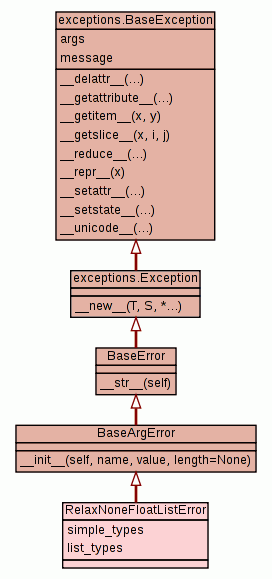 exceptions.BaseException
args
message
__delattr__(...)
__getattribute__(...)
__getitem__(x, y)
__getslice__(x, i, j)
__reduce__(...)
__repr__(x)
__setattr__(...)
__setstate__(...)
__unicode__(...)
exceptions.Exception
__new__(T, S, *...)
BaseError
__str__(self)
BaseArgError
__init__(self, name, value, length=None)
RelaxNoneFloatListError
simple_types
list_types